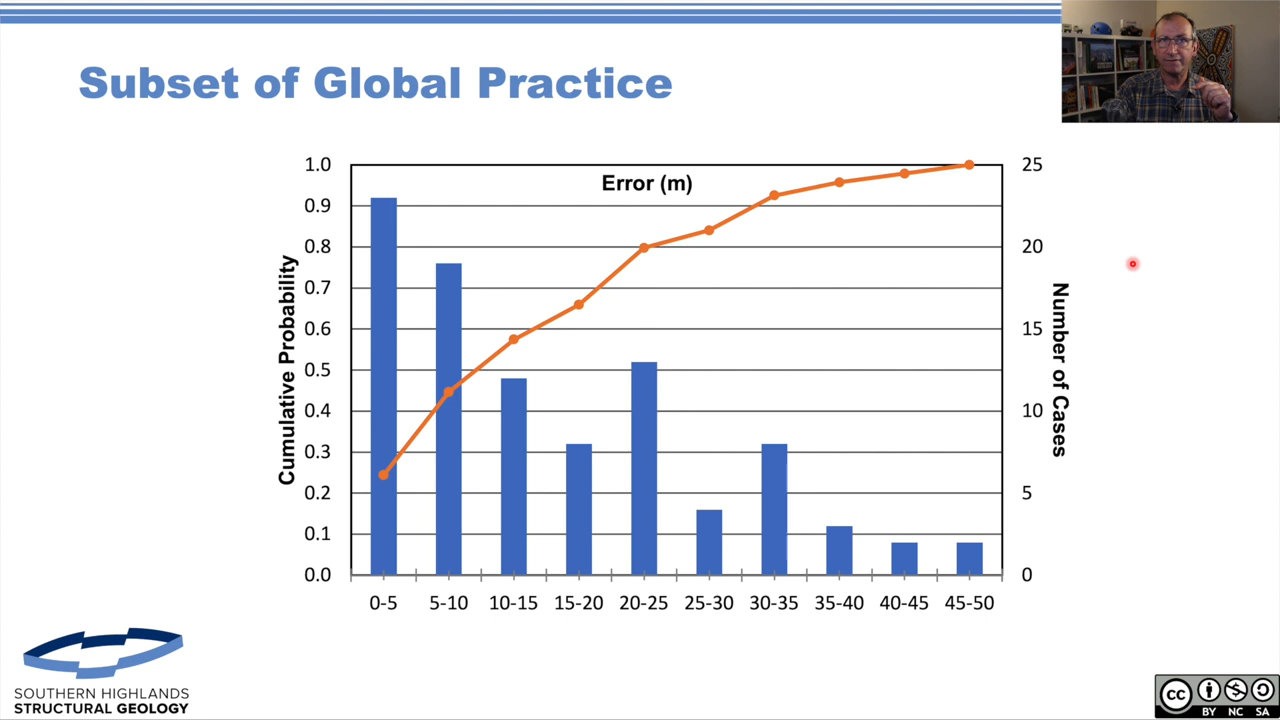 Subset of Global Practice
Error (m)
Cumulative Probability
1.0
0.9
0.8
0.7
0.6
0.5
0.4
0.3
0.2
0.1
0.0
25
20
15
10
5
0
Number of Cases
0-5 5-10 10-15 15-20 20-25 25-30 30-35 35-40 40-45 45-50
SOUTHERN HIGHLANDS
STRUCTURAL GEOLOGY
cc
BY NC SA